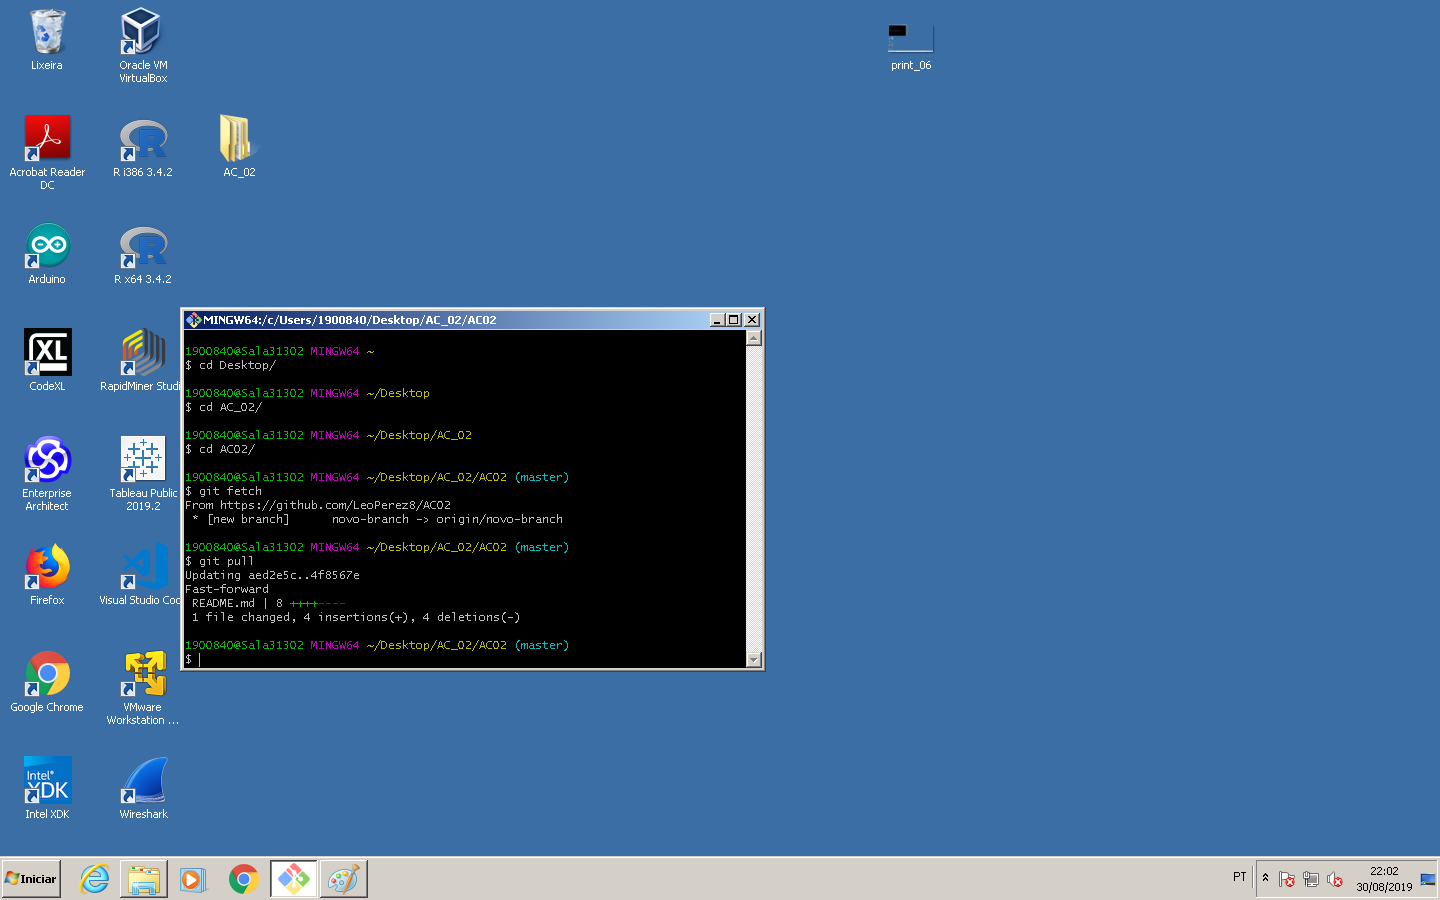 Lixeira
Oracle VM
VirtualBox
print_06
Acrobat Reader
DC
R i386 3.4.2
AC_02
Arduino
R x64 3.4.2
XL
CodeXL
RapidMiner Studi
MINGW64:/c/Users/1900840/Desktop/AC_02/AC02
1900840@Sala31302 MINGW64 ~
$ cd Desktop/
1900840@Sala31302 MINGW64 ~/Desktop
$ cd AC_02/
1900840@Sala31302 MINGW64 ~/Desktop/AC_02
$ cd AC02/
1900840@Sala31302 MINGW64 ~/Desktop/AC_02/AC02 (master)
$ git fetch
From https://github.com/LeoPerez8/AC02
* [new branch]      novo-branch -> origin/novo-branch
1900840@Sala31302 MINGW64 ~/Desktop/AC_02/AC02 (master)
$ git pull
Updating aed2e5c..4f8567e
Fast-forward
README.md | 8 ++++----
1 file changed, 4 insertions(+), 4 deletions(-)
1900840@Sala31302 MINGW64 ~/Desktop/AC_02/AC02 (master)
$
Enterprise
Architect
Tableau Public
2019.2
Firefox
Visual Studio Cod
Google Chrome
VMware
Workstation ...
Intel XDK
Intel XDK
Wireshark
Iniciar
PT
22:02
30/08/2019